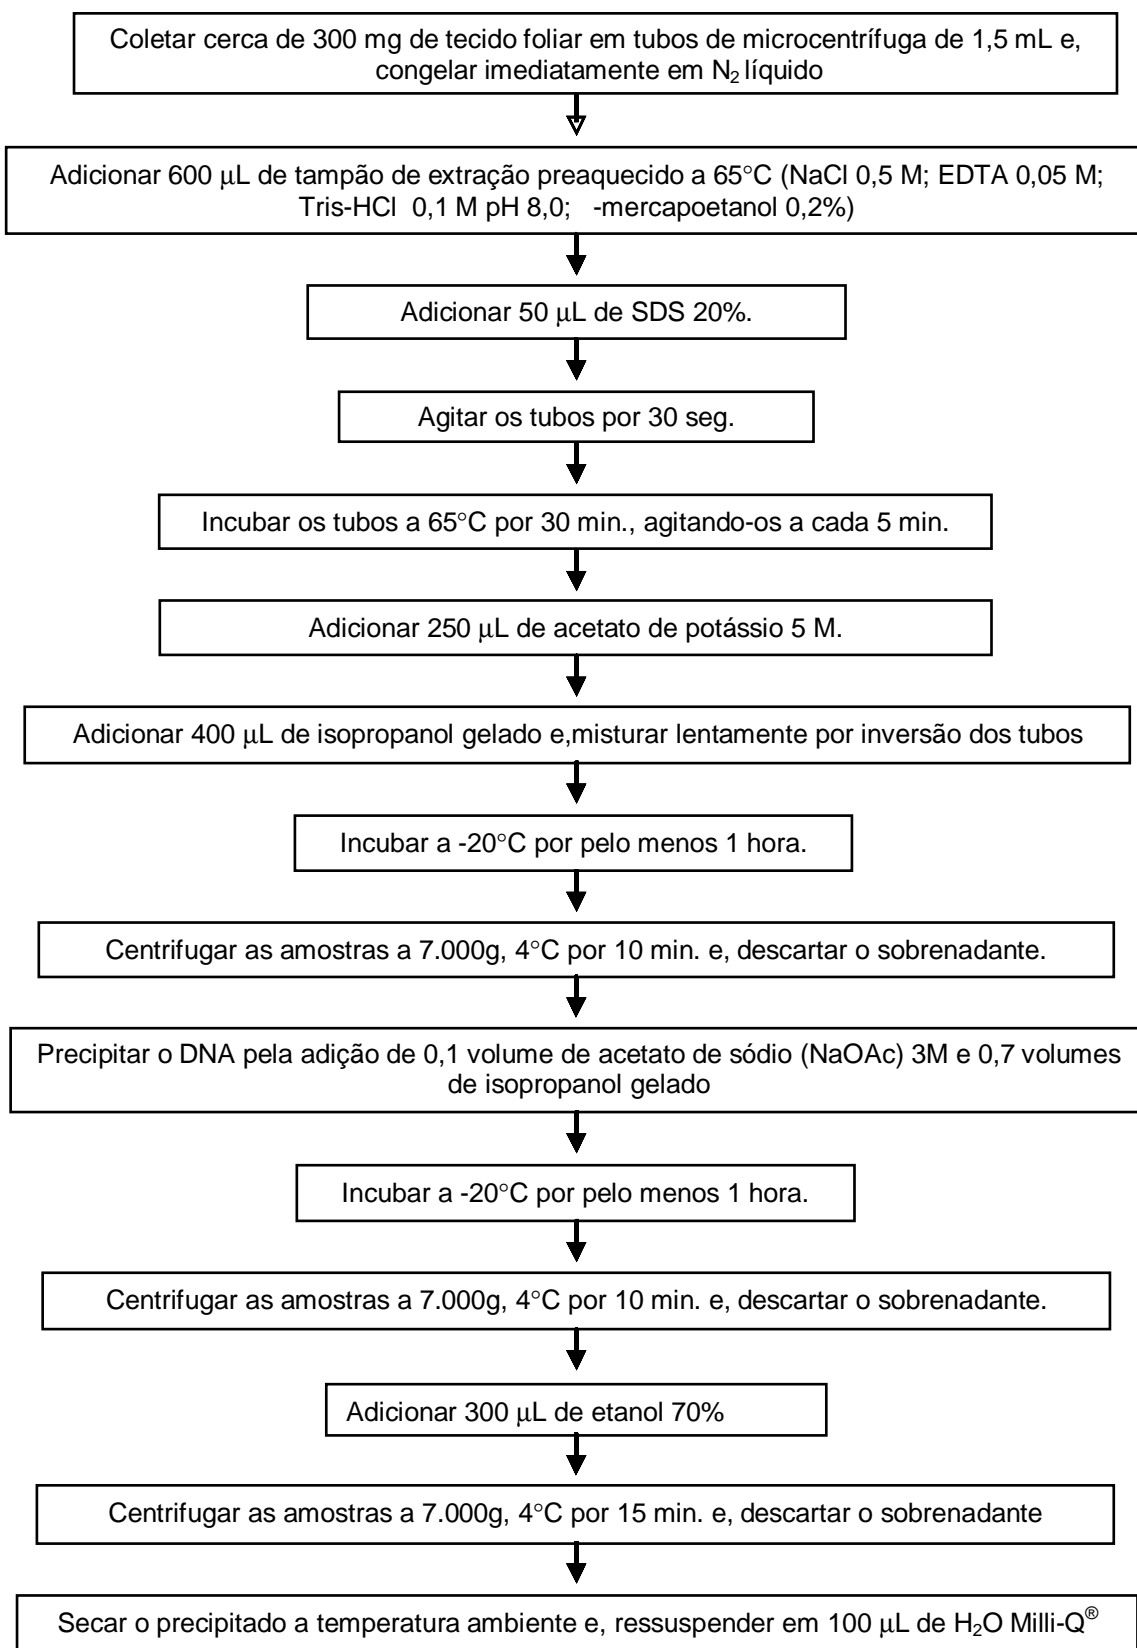 Coletar cerca de 300 mg de tecido foliar em tubos de microcentrífuga de 1,5 mL e,
congelar imediatamente em N₂ líquido
Adicionar 600 μL de tampão de extração preaquecido a 65°C (NaCl 0,5 M; EDTA 0,05 M;
Tris-HCl 0,1 M pH 8,0; -mercapoetanol 0,2%)
Adicionar 50 μL de SDS 20%.
Agitar os tubos por 30 seg.
Incubar os tubos a 65°C por 30 min., agitando-os a cada 5 min.
Adicionar 250 μL de acetato de potássio 5 M.
Adicionar 400 μL de isopropanol gelado e,misturar lentamente por inversão dos tubos
Incubar a -20°C por pelo menos 1 hora.
Centrifugar as amostras a 7.000g, 4°C por 10 min. e, descartar o sobrenadante.
Precipitar o DNA pela adição de 0,1 volume de acetato de sódio (NaOAc) 3M e 0,7 volumes
de isopropanol gelado
Incubar a -20°C por pelo menos 1 hora.
Centrifugar as amostras a 7.000g, 4°C por 10 min. e, descartar o sobrenadante.
Adicionar 300 μL de etanol 70%
Centrifugar as amostras a 7.000g, 4°C por 15 min. e, descartar o sobrenadante
Secar o precipitado a temperatura ambiente e, ressuspender em 100 μL de H₂O Milli-Q®